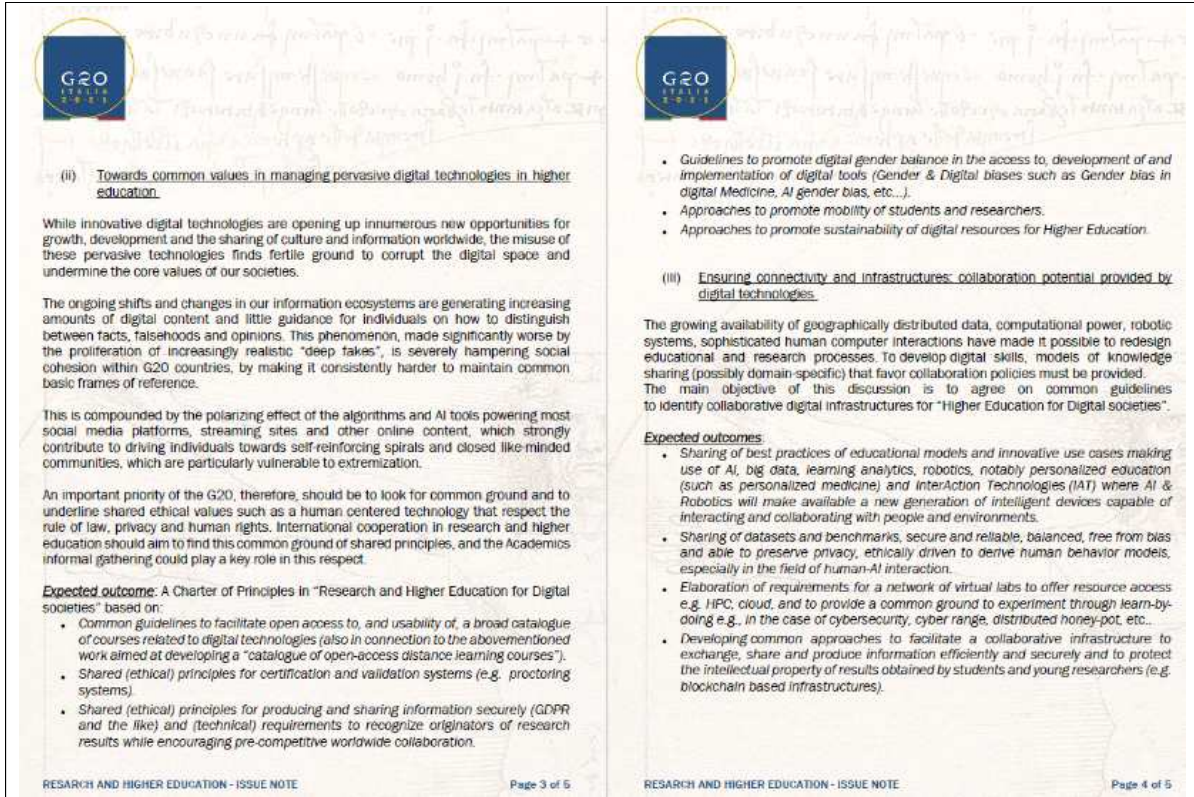 G20
ITALIA
2021
(ii) Towards common values in managing pervasive digital technologies in higher
education
While innovative digital technologies are opening up innumerous new opportunities for
growth, development and the sharing of culture and information worldwide, the misuse of
these pervasive technologies finds fertile ground to corrupt the digital space and
undermine the core values of our societies.
The ongoing shifts and changes in our information ecosystems are generating increasing
amounts of digital content and little guidance for individuals on how to distinguish
between facts, falsehoods and opinions. This phenomenon, made significantly worse by
the proliferation of increasingly realistic "deep fakes", is severely hampering social
cohesion within G20 countries, by making it consistently harder to maintain common
basic frames of reference.
This is compounded by the polarizing effect of the algorithms and AI tools powering most
social media platforms, streaming sites and other online content, which strongly
contribute to driving individuals towards self-reinforcing spirals and closed like-minded
communities, which are particularly vulnerable to extremization.
An important priority of the G20, therefore, should be to look for common ground and to
underline shared ethical values such as a human centered technology that respect the
rule of law, privacy and human rights. International cooperation in research and higher
education should aim to find this common ground of shared principles, and the Academics
informal gathering could play a key role in this respect.
Expected outcome: A Charter of Principles in "Research and Higher Education for Digital
societies" based on:
• Common guidelines to facilitate open access to, and usability of, a broad catalogue
of courses related to digital technologies (also in connection to the abovementioned
work aimed at developing a "catalogue of open-access distance learning courses").
• Shared (ethical) principles for certification and validation systems (e.g. proctoring
systems).
• Shared (ethical) principles for producing and sharing information securely (GDPR
and the like) and (technical) requirements to recognize originators of research
results while encouraging pre-competitive worldwide collaboration.
RESARCH AND HIGHER EDUCATION - ISSUE NOTE Page 3 of 5
G20
ITALIA
2021
• Guidelines to promote digital gender balance in the access to, development of and
implementation of digital tools (Gender & Digital biases such as Gender bias in
digital Medicine, AI gender bias, etc...).
• Approaches to promote mobility of students and researchers.
• Approaches to promote sustainability of digital resources for Higher Education.
(iii) Ensuring connectivity and infrastructures: collaboration potential provided by
digital technologies
The growing availability of geographically distributed data, computational power, robotic
systems, sophisticated human computer interactions have made it possible to redesign
educational and research processes. To develop digital skills, models of knowledge
sharing (possibly domain-specific) that favor collaboration policies must be provided.
The main objective of this discussion is to agree on common guidelines
to identify collaborative digital infrastructures for "Higher Education for Digital societies".
Expected outcomes:
• Sharing of best practices of educational models and innovative use cases making
use of AI, big data, learning analytics, robotics, notably personalized education
(such as personalized medicine) and InterAction Technologies (IAT) where AI &
Robotics will make available a new generation of intelligent devices capable of
interacting and collaborating with people and environments.
• Sharing of datasets and benchmarks, secure and reliable, balanced, free from bias
and able to preserve privacy, ethically driven to derive human behavior models,
especially in the field of human-AI interaction.
• Elaboration of requirements for a network of virtual labs to offer resource access
e.g. HPC, cloud, and to provide a common ground to experiment through learn-by-
doing e.g., in the case of cybersecurity, cyber range, distributed honey-pot, etc..
• Developing common approaches to facilitate a collaborative infrastructure to
exchange, share and produce information efficiently and securely and to protect
the intellectual property of results obtained by students and young researchers (e.g.
blockchain based infrastructures).
RESARCH AND HIGHER EDUCATION - ISSUE NOTE Page 4 of 5